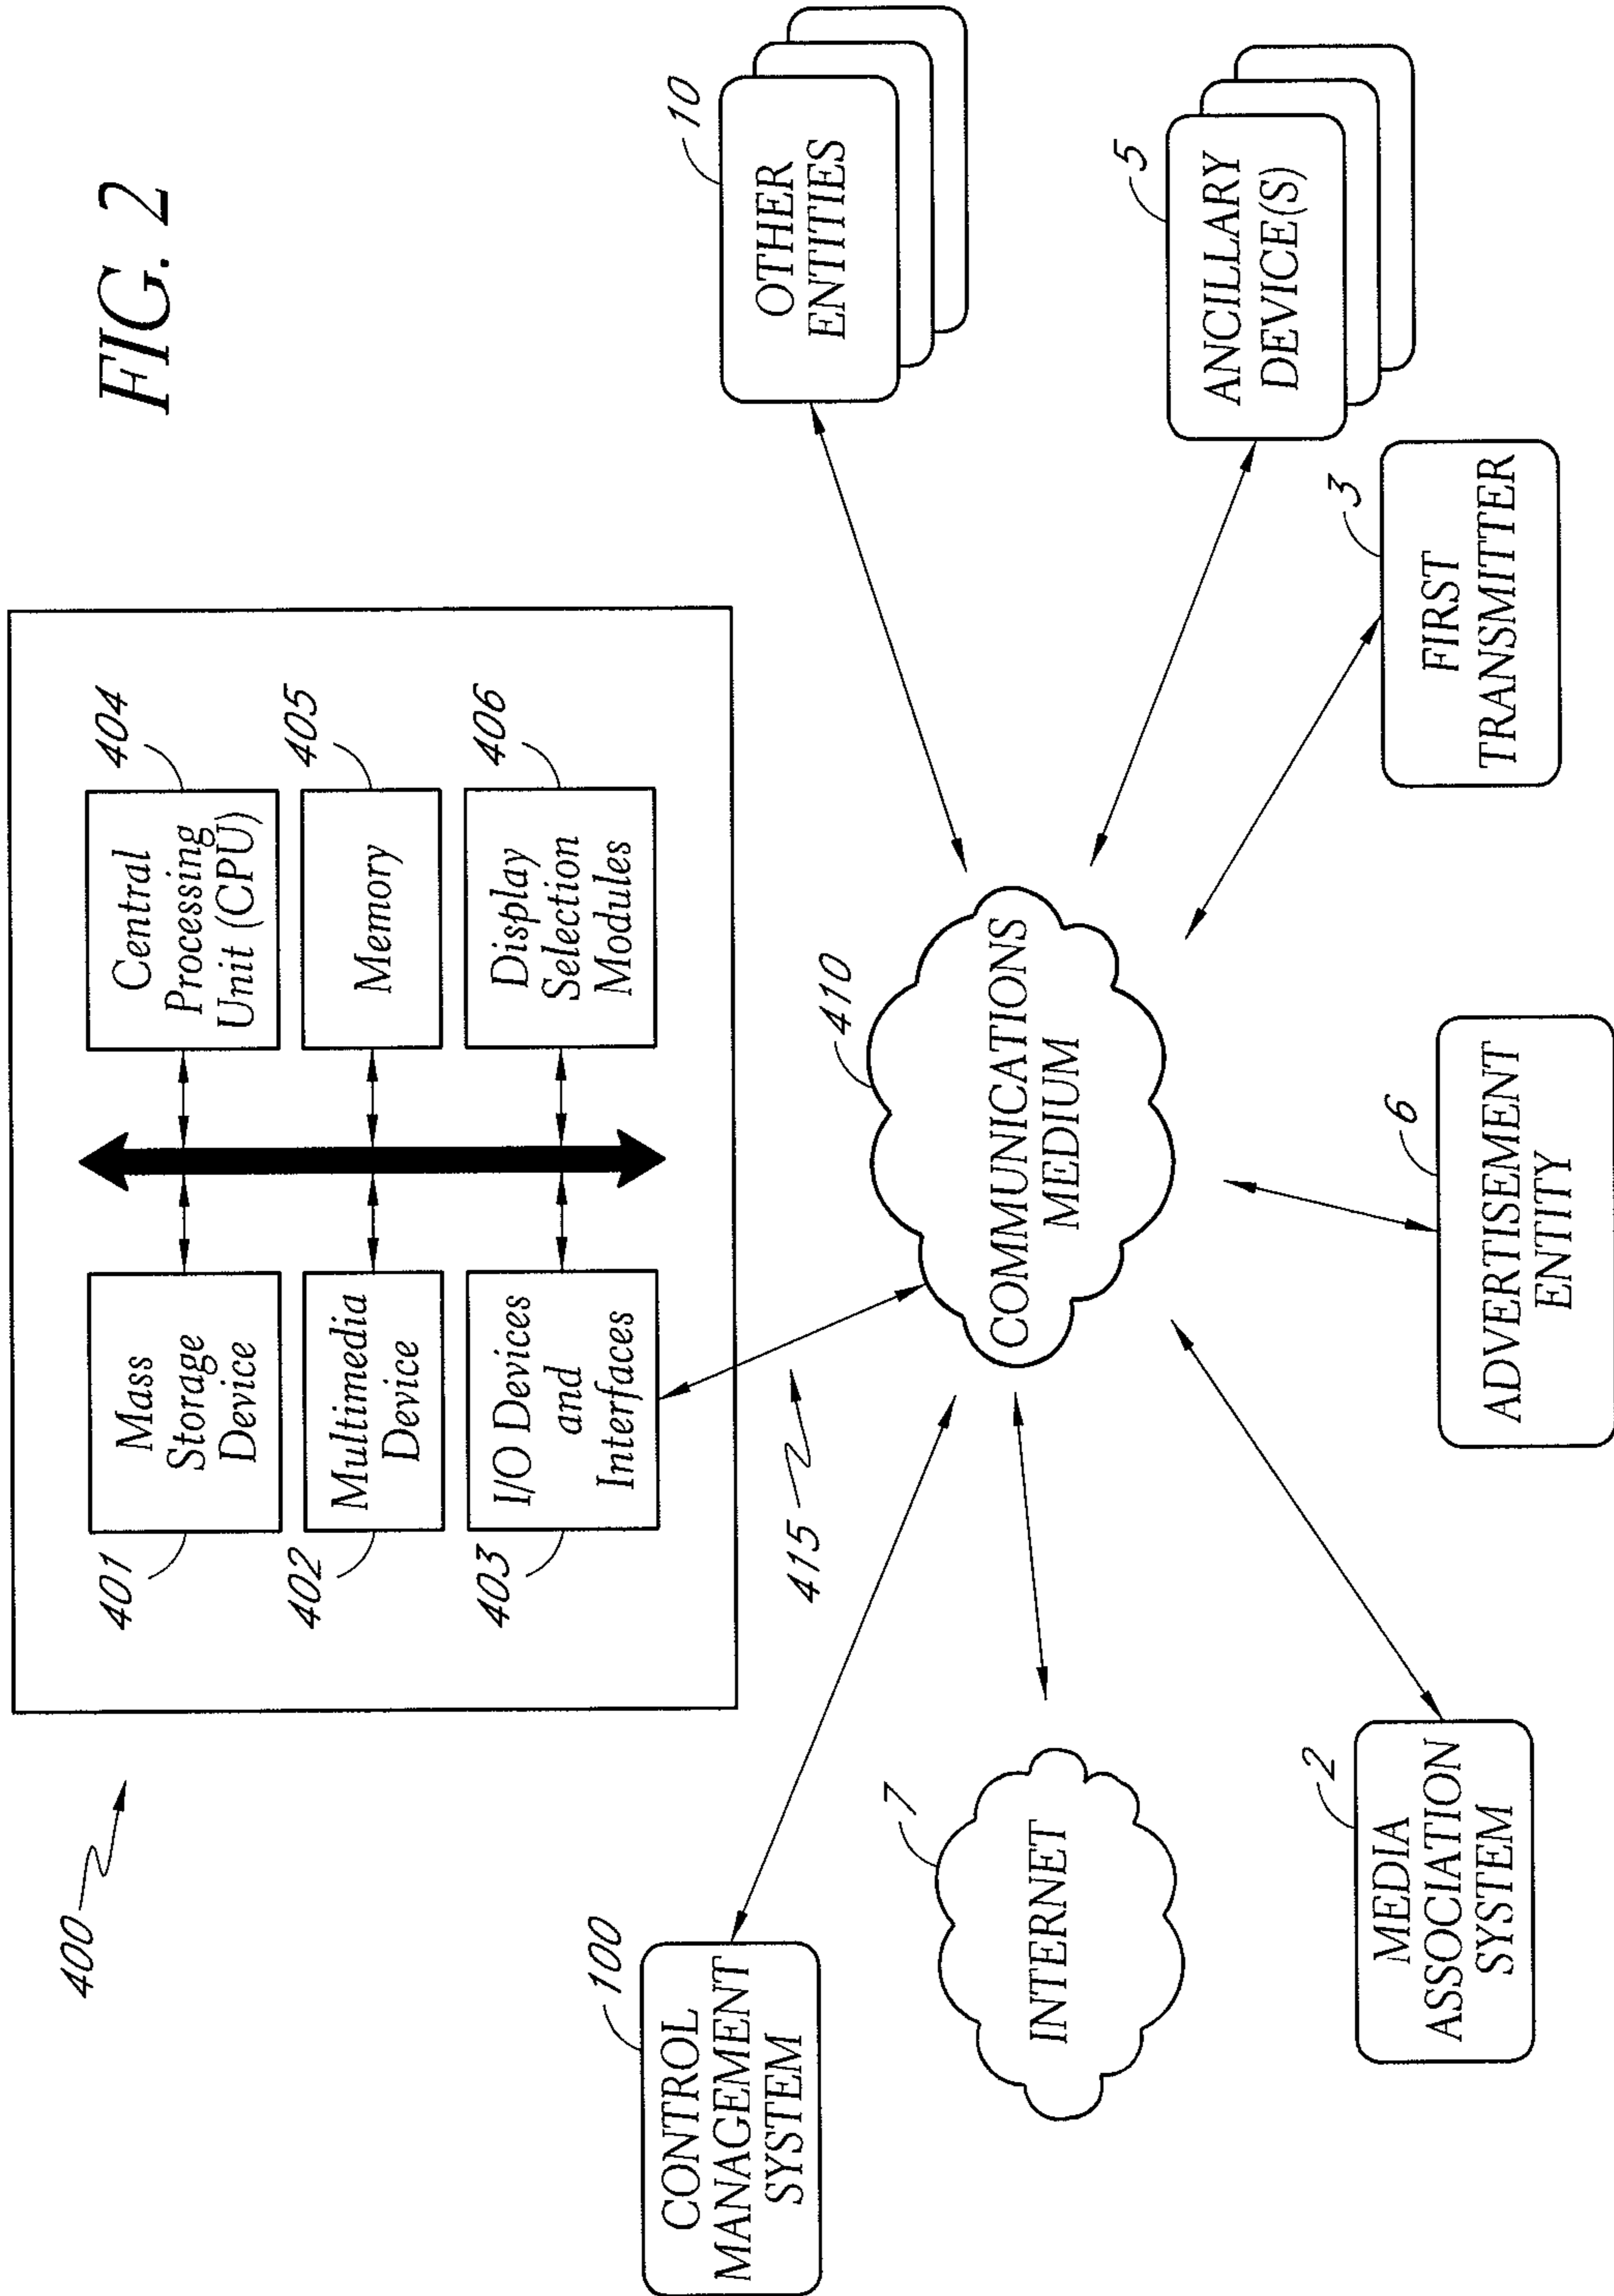 FIG. 2
400
401
Mass
Storage
Device
402
Multimedia
Device
403
I/O Devices
and
Interfaces
404
Central
Processing
Unit (CPU)
405
Memory
406
Display
Selection
Modules
415
410
COMMUNICATIONS
MEDIUM
100
CONTROL
MANAGEMENT
SYSTEM
7
INTERNET
2
MEDIA
ASSOCIATION
SYSTEM
6
ADVERTISEMENT
ENTITY
3
FIRST
TRANSMITTER
5
ANCILLARY
DEVICE(S)
10
OTHER
ENTITIES